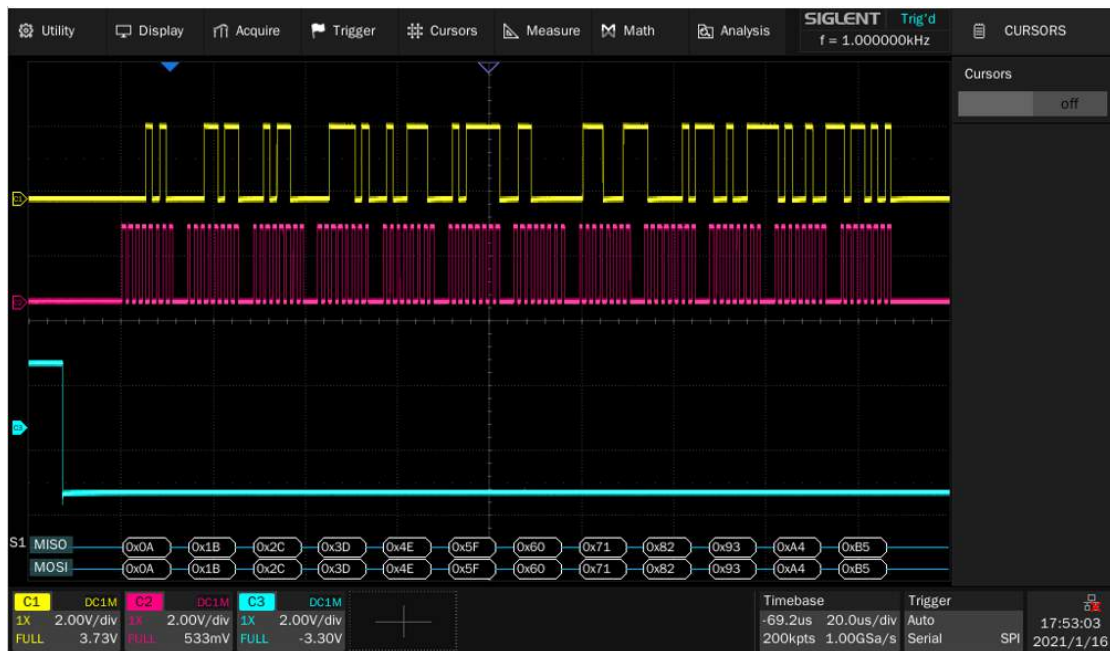 Utility Display Acquire Trigger Cursors Measure Math Analysis SIGLENT Trig'd CURSORS
f = 1.000000kHz
Cursors
off
C1
C3
S1 MISO 0x0A 0x1B 0x2C 0x3D 0x4E 0x5F 0x60 0x71 0x82 0x93 0xA4 0xB5
MOSI 0x0A 0x1B 0x2C 0x3D 0x4E 0x5F 0x60 0x71 0x82 0x93 0xA4 0xB5
C1 DC1M C2 DC1M C3 DC1M Timebase Trigger
1X 2.00V/div 1X 2.00V/div 1X 2.00V/div -69.2us 20.0us/div Auto 17:53:03
FULL 3.73V FULL 533mV FULL -3.30V 200kpts 1.00GSa/s Serial SPI 2021/1/16